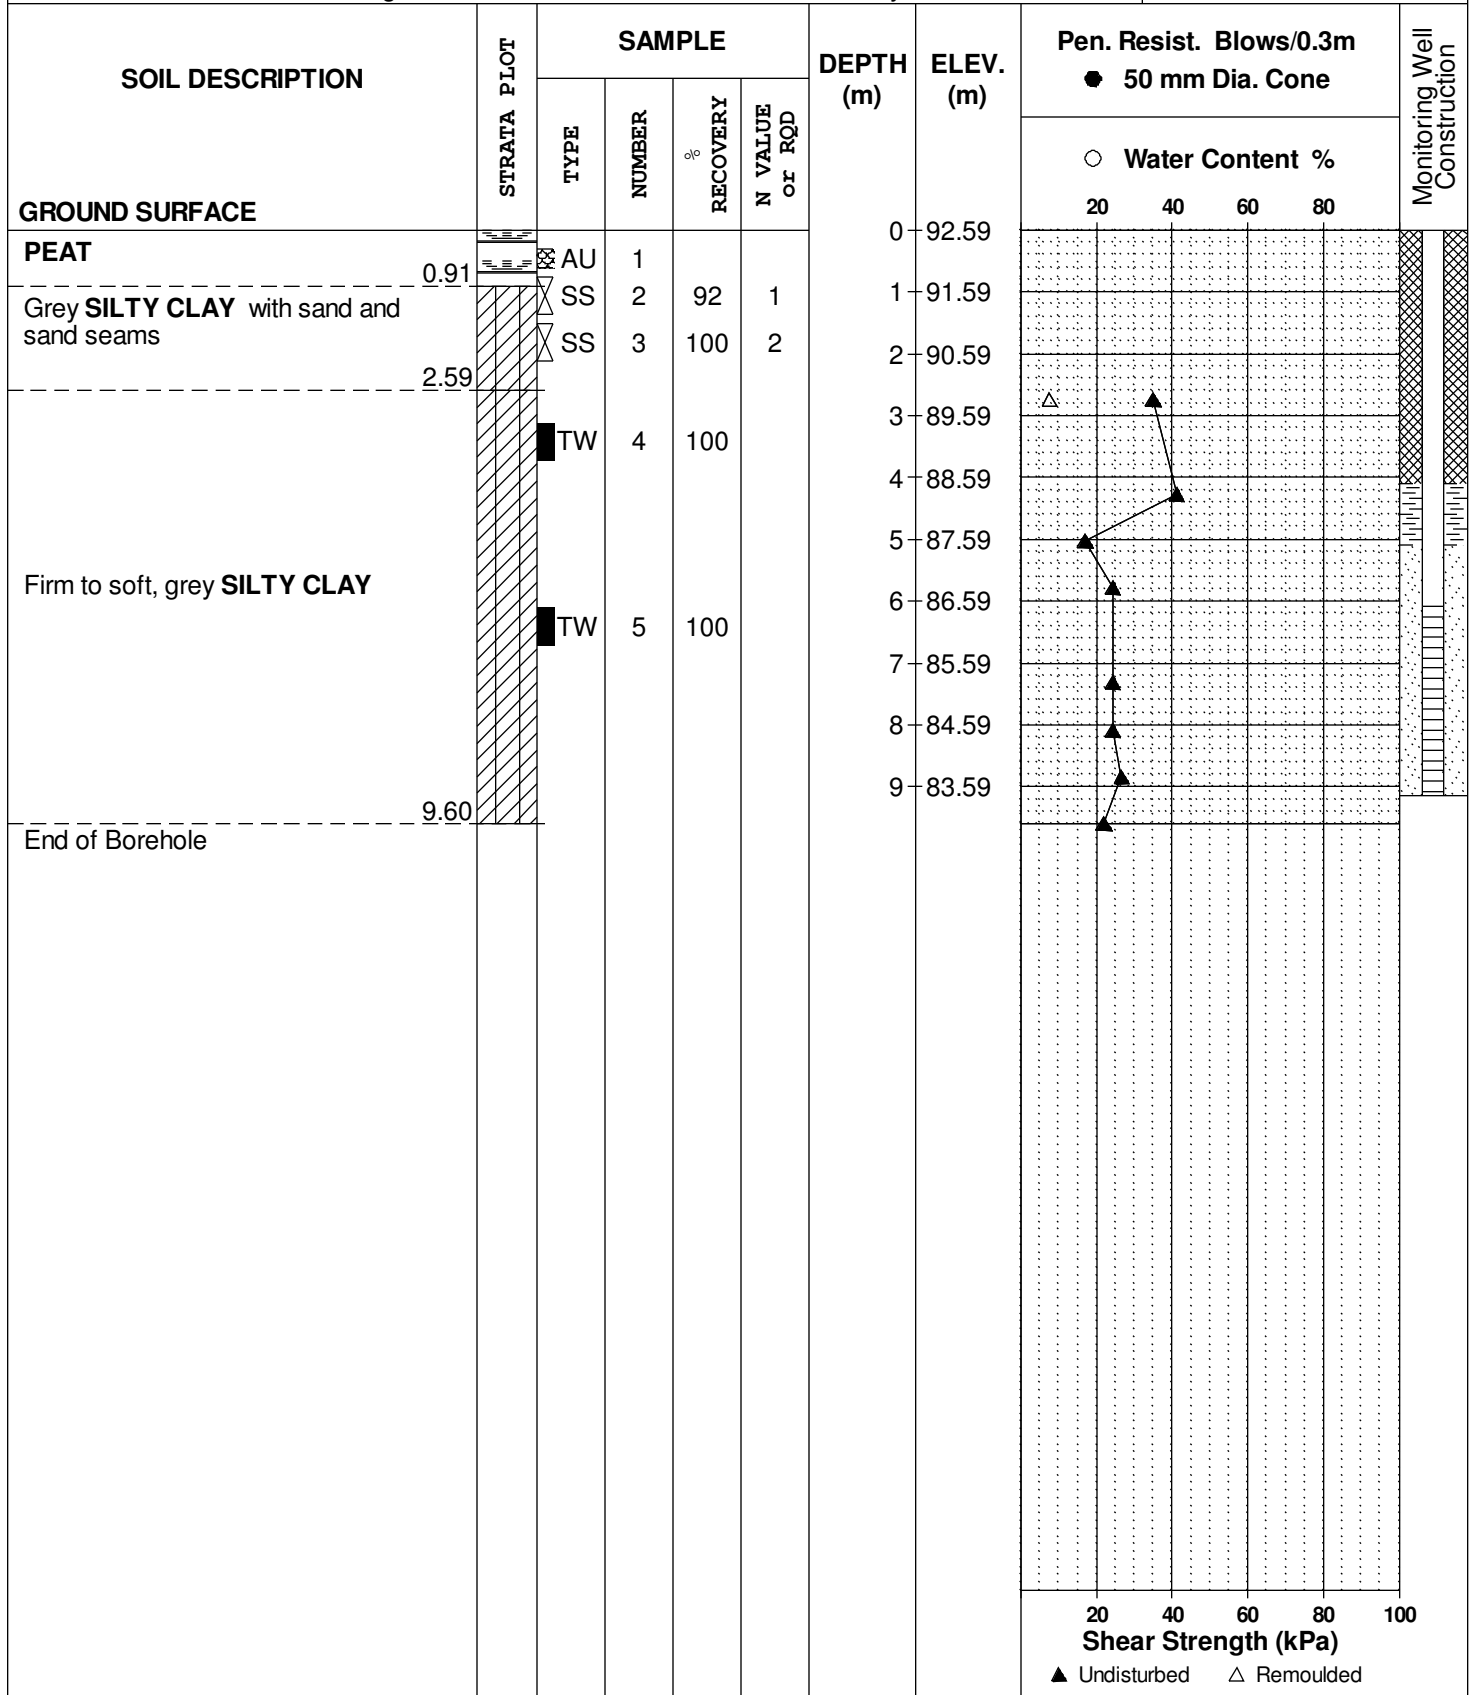 SOIL DESCRIPTION
GROUND SURFACE
STRATA PLOT
SAMPLE
TYPE
NUMBER
% RECOVERY
N VALUE or RQD
DEPTH (m)
ELEV. (m)
Pen. Resist. Blows/0.3m
● 50 mm Dia. Cone
○ Water Content %
20 40 60 80
Monitoring Well Construction
0 92.59
PEAT
AU 1
0.91
SS 2 92 1
1 91.59
Grey SILTY CLAY with sand and
sand seams
SS 3 100 2
2 90.59
2.59
3 89.59
TW 4 100
4 88.59
5 87.59
Firm to soft, grey SILTY CLAY
6 86.59
TW 5 100
7 85.59
8 84.59
9 83.59
9.60
End of Borehole
20 40 60 80 100
Shear Strength (kPa)
▲ Undisturbed △ Remoulded